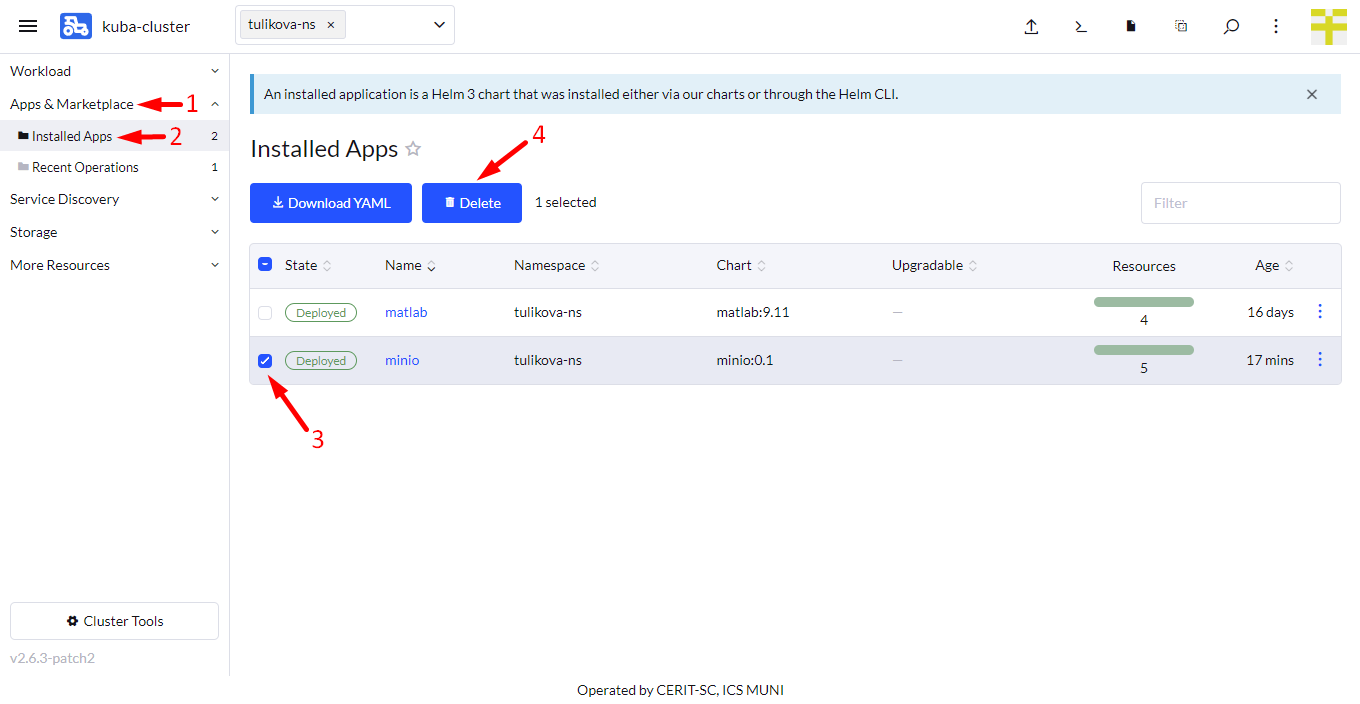 kuba-cluster
tulikova-ns ×
Workload
Apps & Marketplace 1
Installed Apps 2 2
Recent Operations 1
Service Discovery
Storage
More Resources
Cluster Tools
v2.6.3-patch2
An installed application is a Helm 3 chart that was installed either via our charts or through the Helm CLI.
Installed Apps
4
Download YAML Delete 1 selected Filter
State Name Namespace Chart Upgradable Resources Age
Deployed matlab tulikova-ns matlab:9.11 — 4 16 days
Deployed minio tulikova-ns minio:0.1 — 5 17 mins
3
Operated by CERIT-SC, ICS MUNI